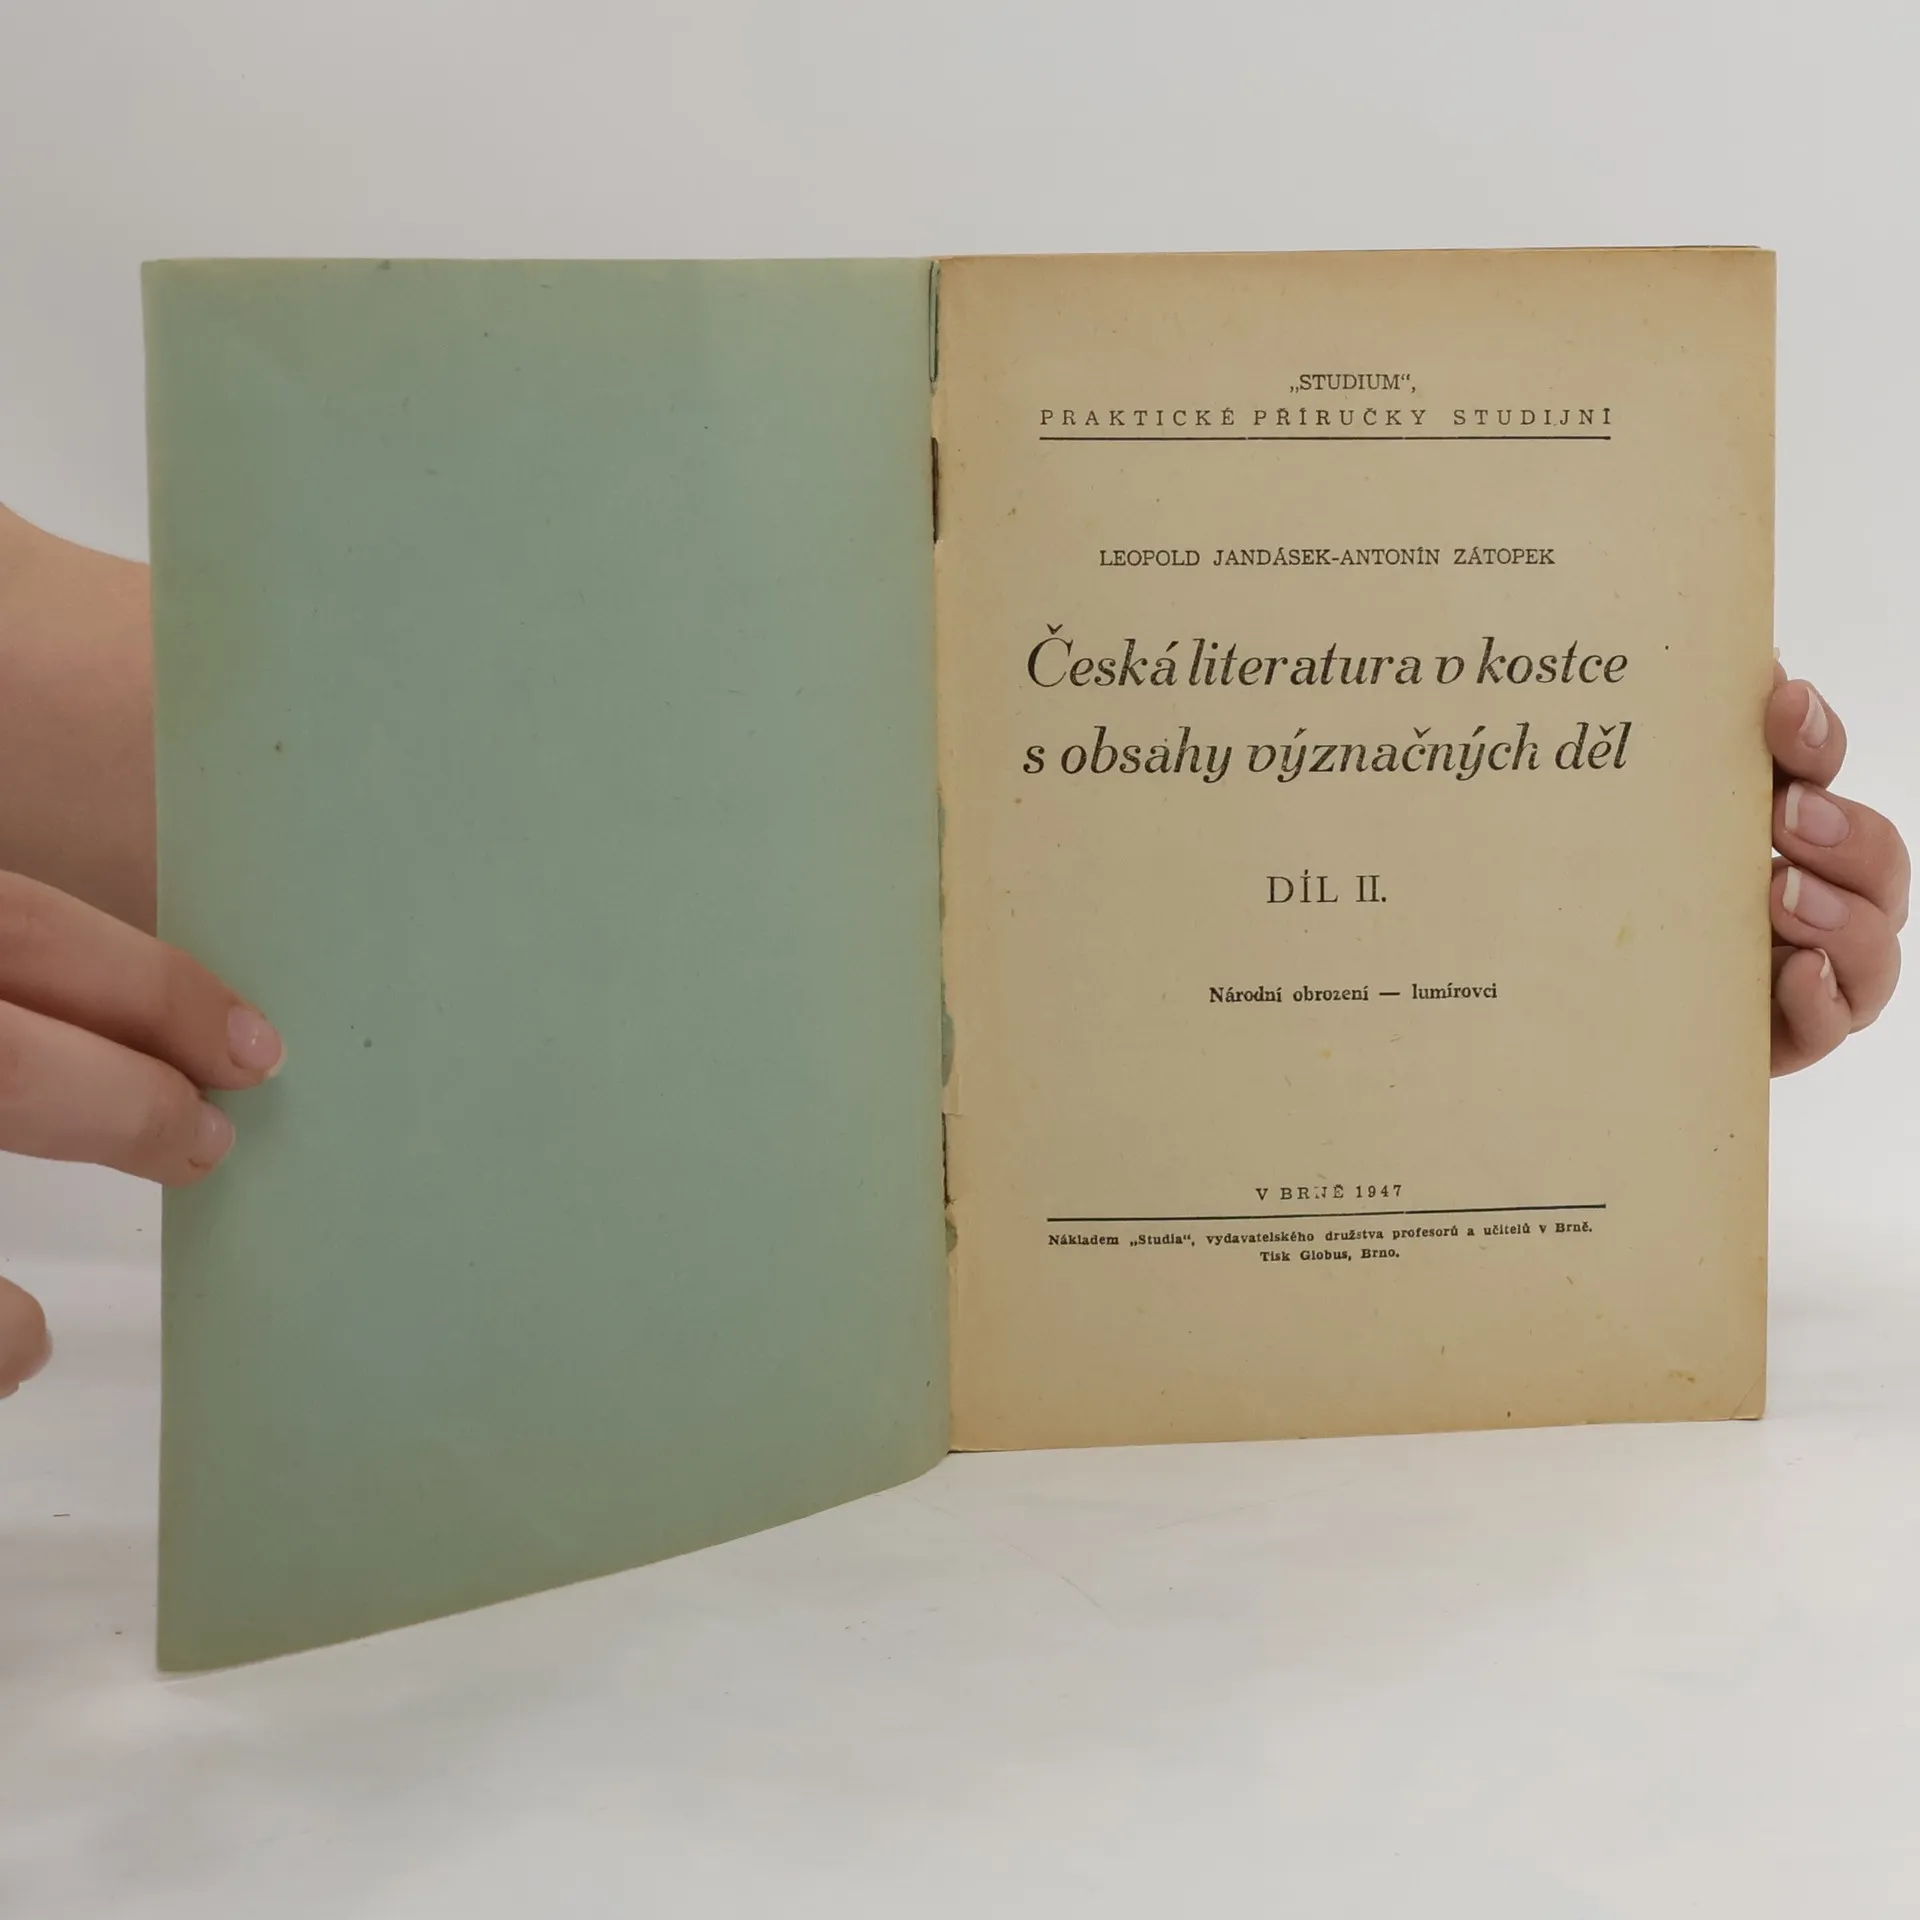 „STUDIUM“,
PRAKTICKÉ PŘÍRUČKY STUDIJNÍ
LEOPOLD JANDÁSEK-ANTONÍN ZÁTOPEK
Česká literatura v kostce
s obsahy význačných děl
DÍL II.
Národní obrození — lumírovci
V BRNĚ 1947
Nákladem „Studia“, vydavatelského družstva profesorů a učitelů v Brně.
Tisk Globus, Brno.